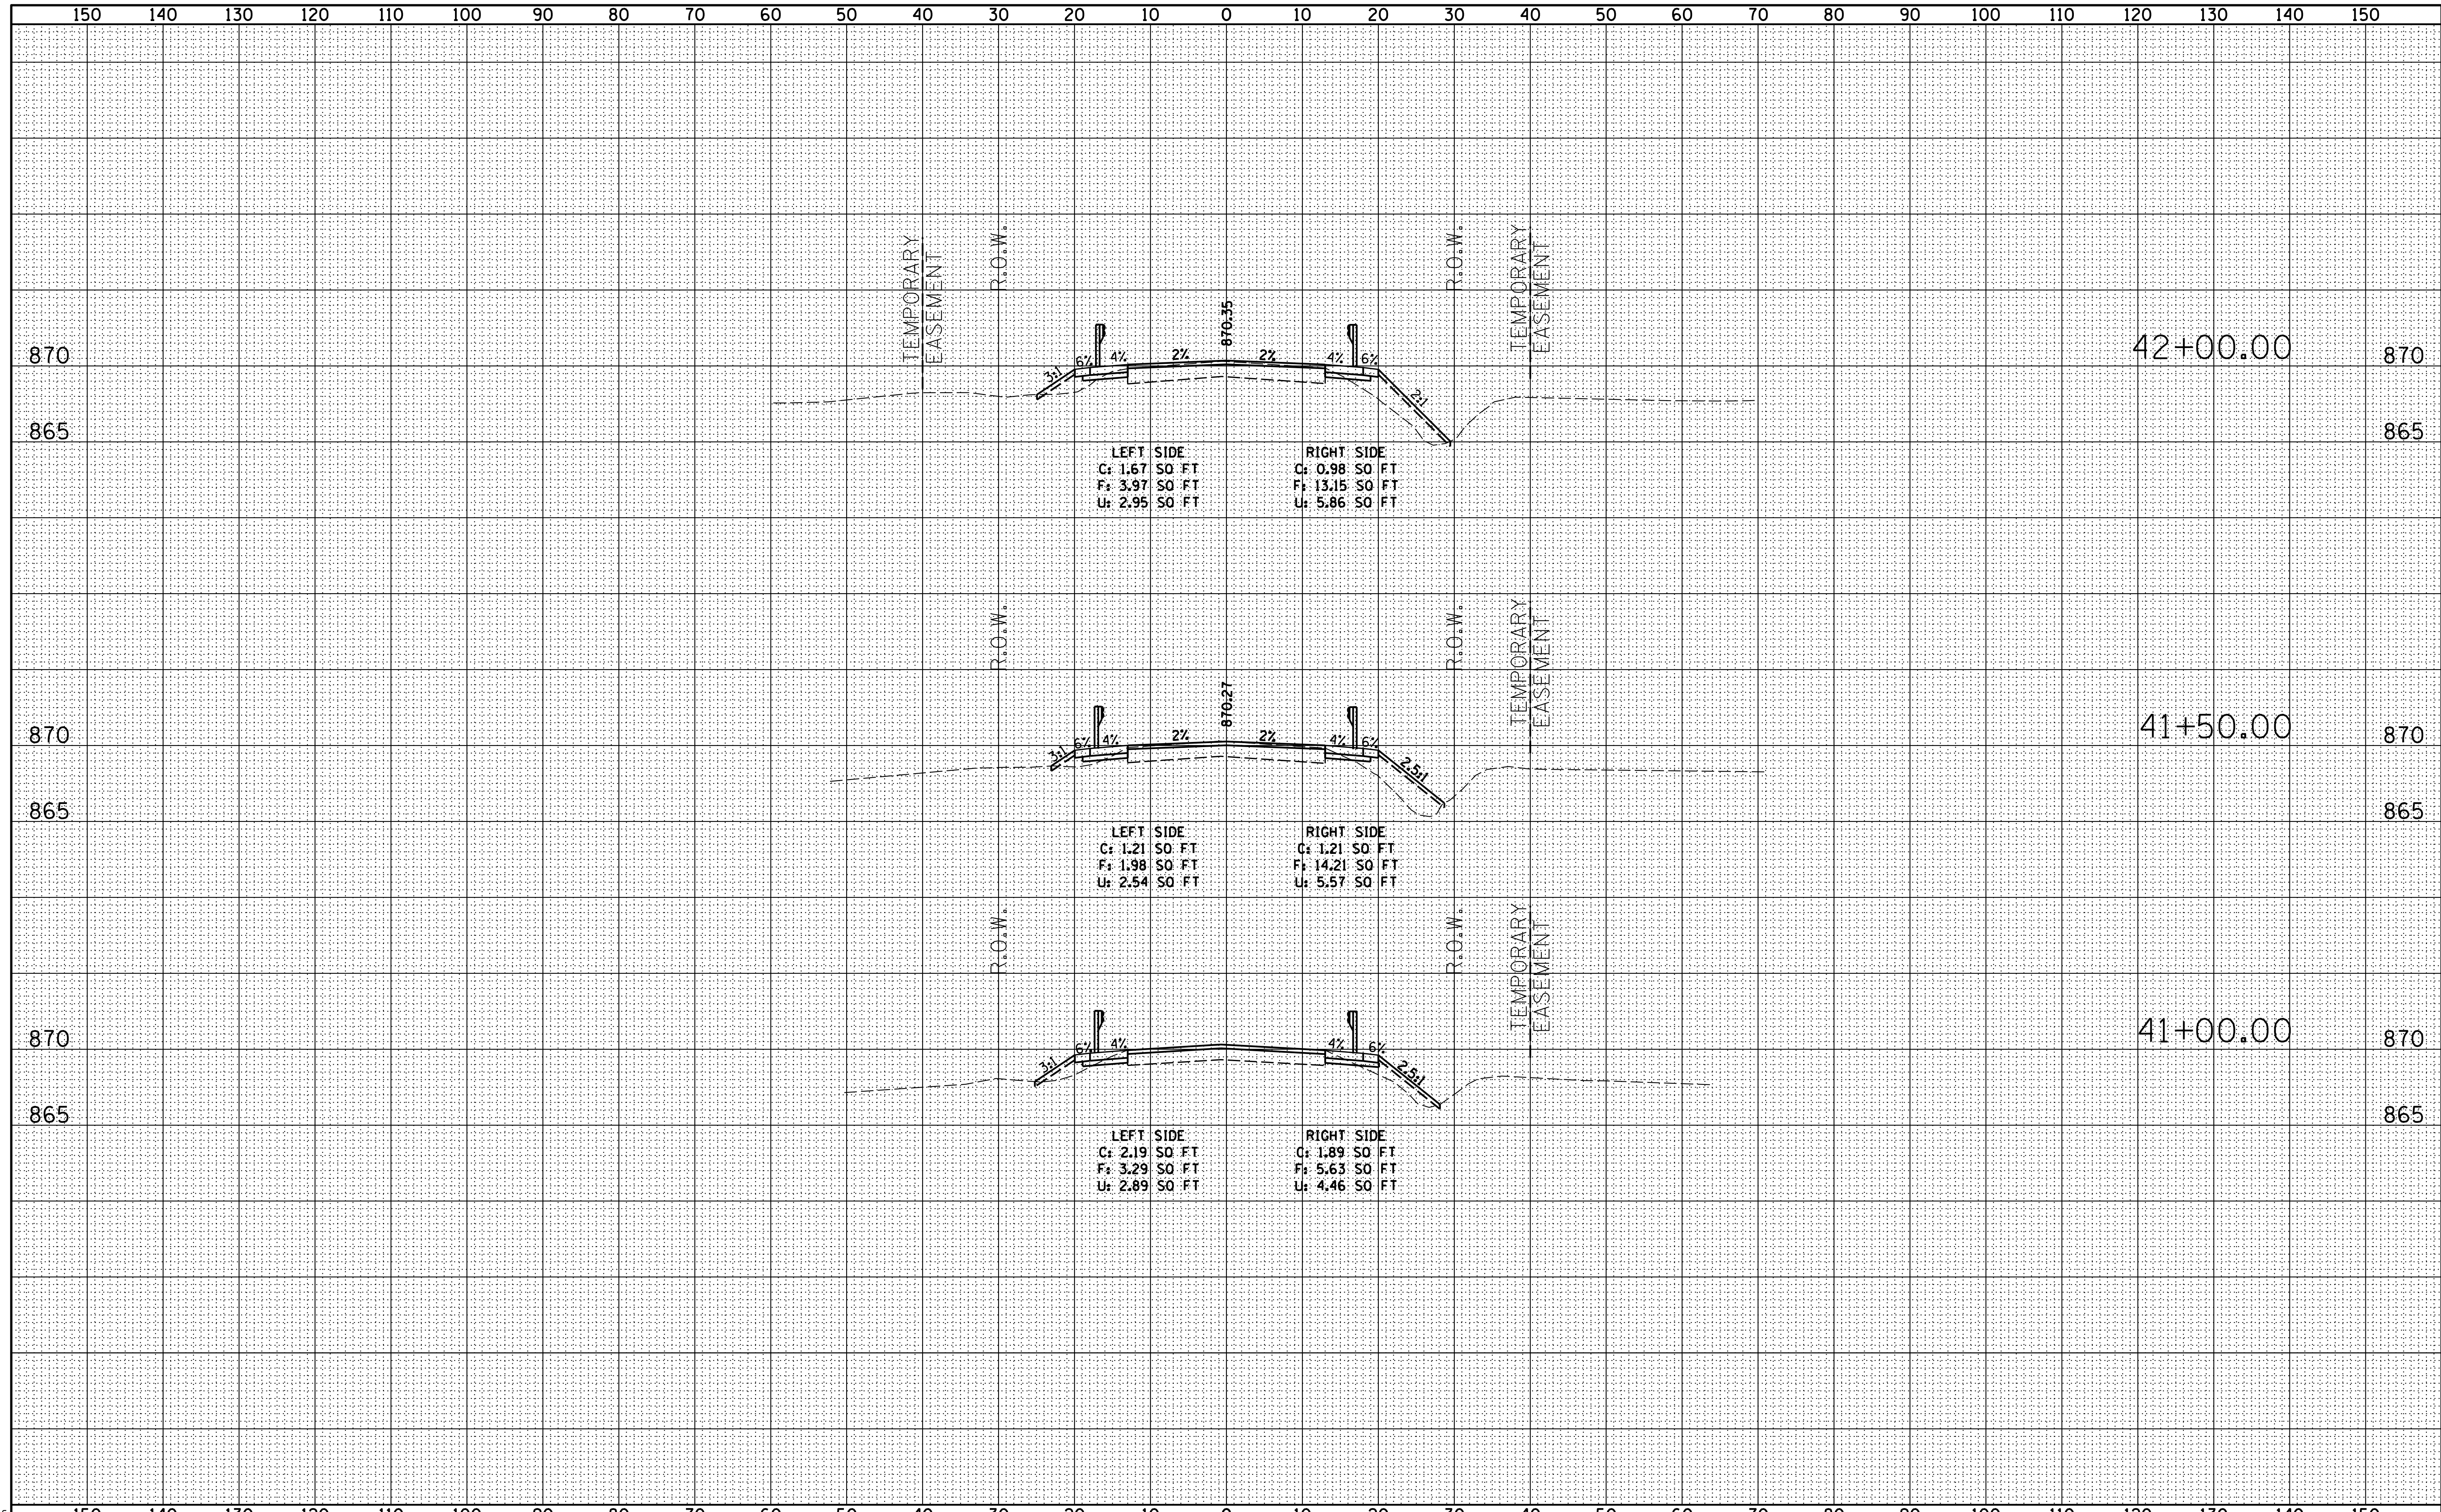 150 140 130 120 110 100 90 80 70 60 50 40 30 20 10 0 10 20 30 40 50 60 70 80 90 100 110 120 130 140 150
TEMPORARY
EASEMENT
R.O.W.
870.35
R.O.W.
TEMPORARY
EASEMENT
42+00.00
870
870
3:1
6%
4%
2%
2%
4%
6%
2:1
865
865
LEFT SIDE
C: 1.67 SQ FT
F: 3.97 SQ FT
U: 2.95 SQ FT
RIGHT SIDE
C: 0.98 SQ FT
F: 13.15 SQ FT
U: 5.86 SQ FT
R.O.W.
870.27
R.O.W.
TEMPORARY
EASEMENT
41+50.00
870
870
3:1
6%
4%
2%
2%
4%
6%
2.5:1
865
865
LEFT SIDE
C: 1.21 SQ FT
F: 1.98 SQ FT
U: 2.54 SQ FT
RIGHT SIDE
C: 1.21 SQ FT
F: 14.21 SQ FT
U: 5.57 SQ FT
R.O.W.
R.O.W.
TEMPORARY
EASEMENT
41+00.00
870
870
3:1
6%
4%
4%
6%
2.5:1
865
865
LEFT SIDE
C: 2.19 SQ FT
F: 3.29 SQ FT
U: 2.89 SQ FT
RIGHT SIDE
C: 1.89 SQ FT
F: 5.63 SQ FT
U: 4.46 SQ FT